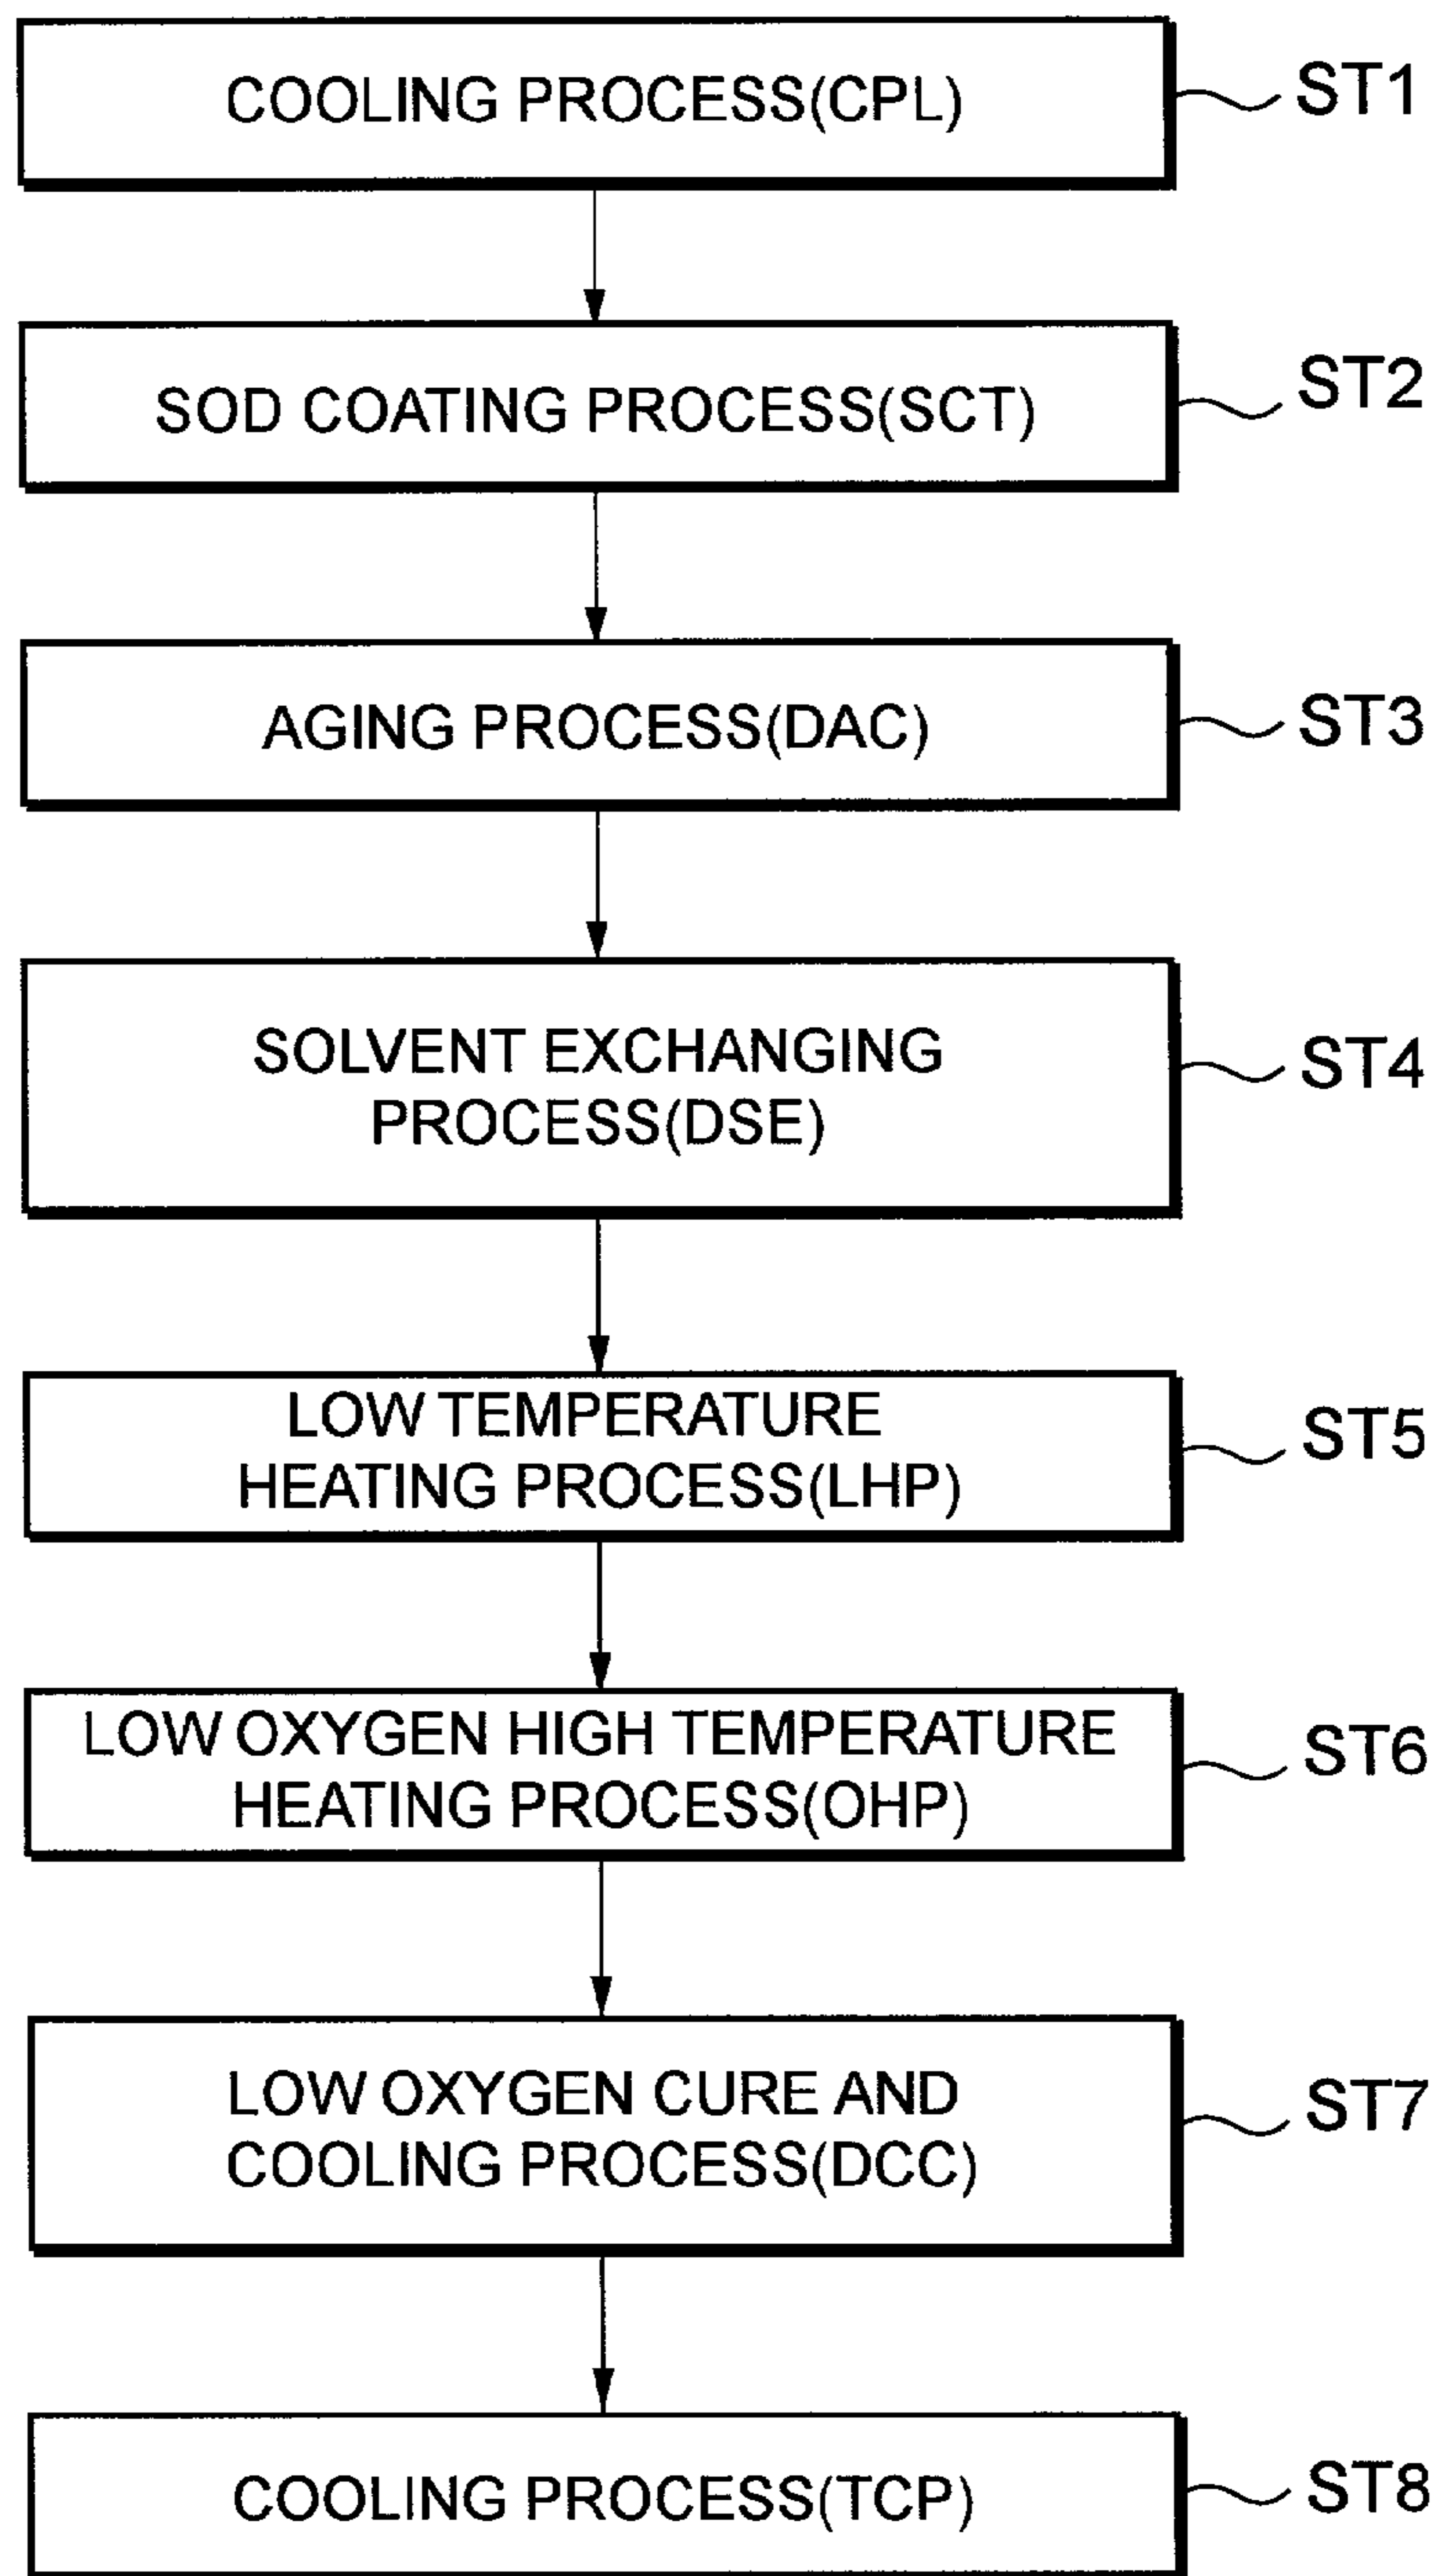 COOLING PROCESS(CPL)
ST1
SOD COATING PROCESS(SCT)
ST2
AGING PROCESS(DAC)
ST3
SOLVENT EXCHANGING
PROCESS(DSE)
ST4
LOW TEMPERATURE
HEATING PROCESS(LHP)
ST5
LOW OXYGEN HIGH TEMPERATURE
HEATING PROCESS(OHP)
ST6
LOW OXYGEN CURE AND
COOLING PROCESS(DCC)
ST7
COOLING PROCESS(TCP)
ST8